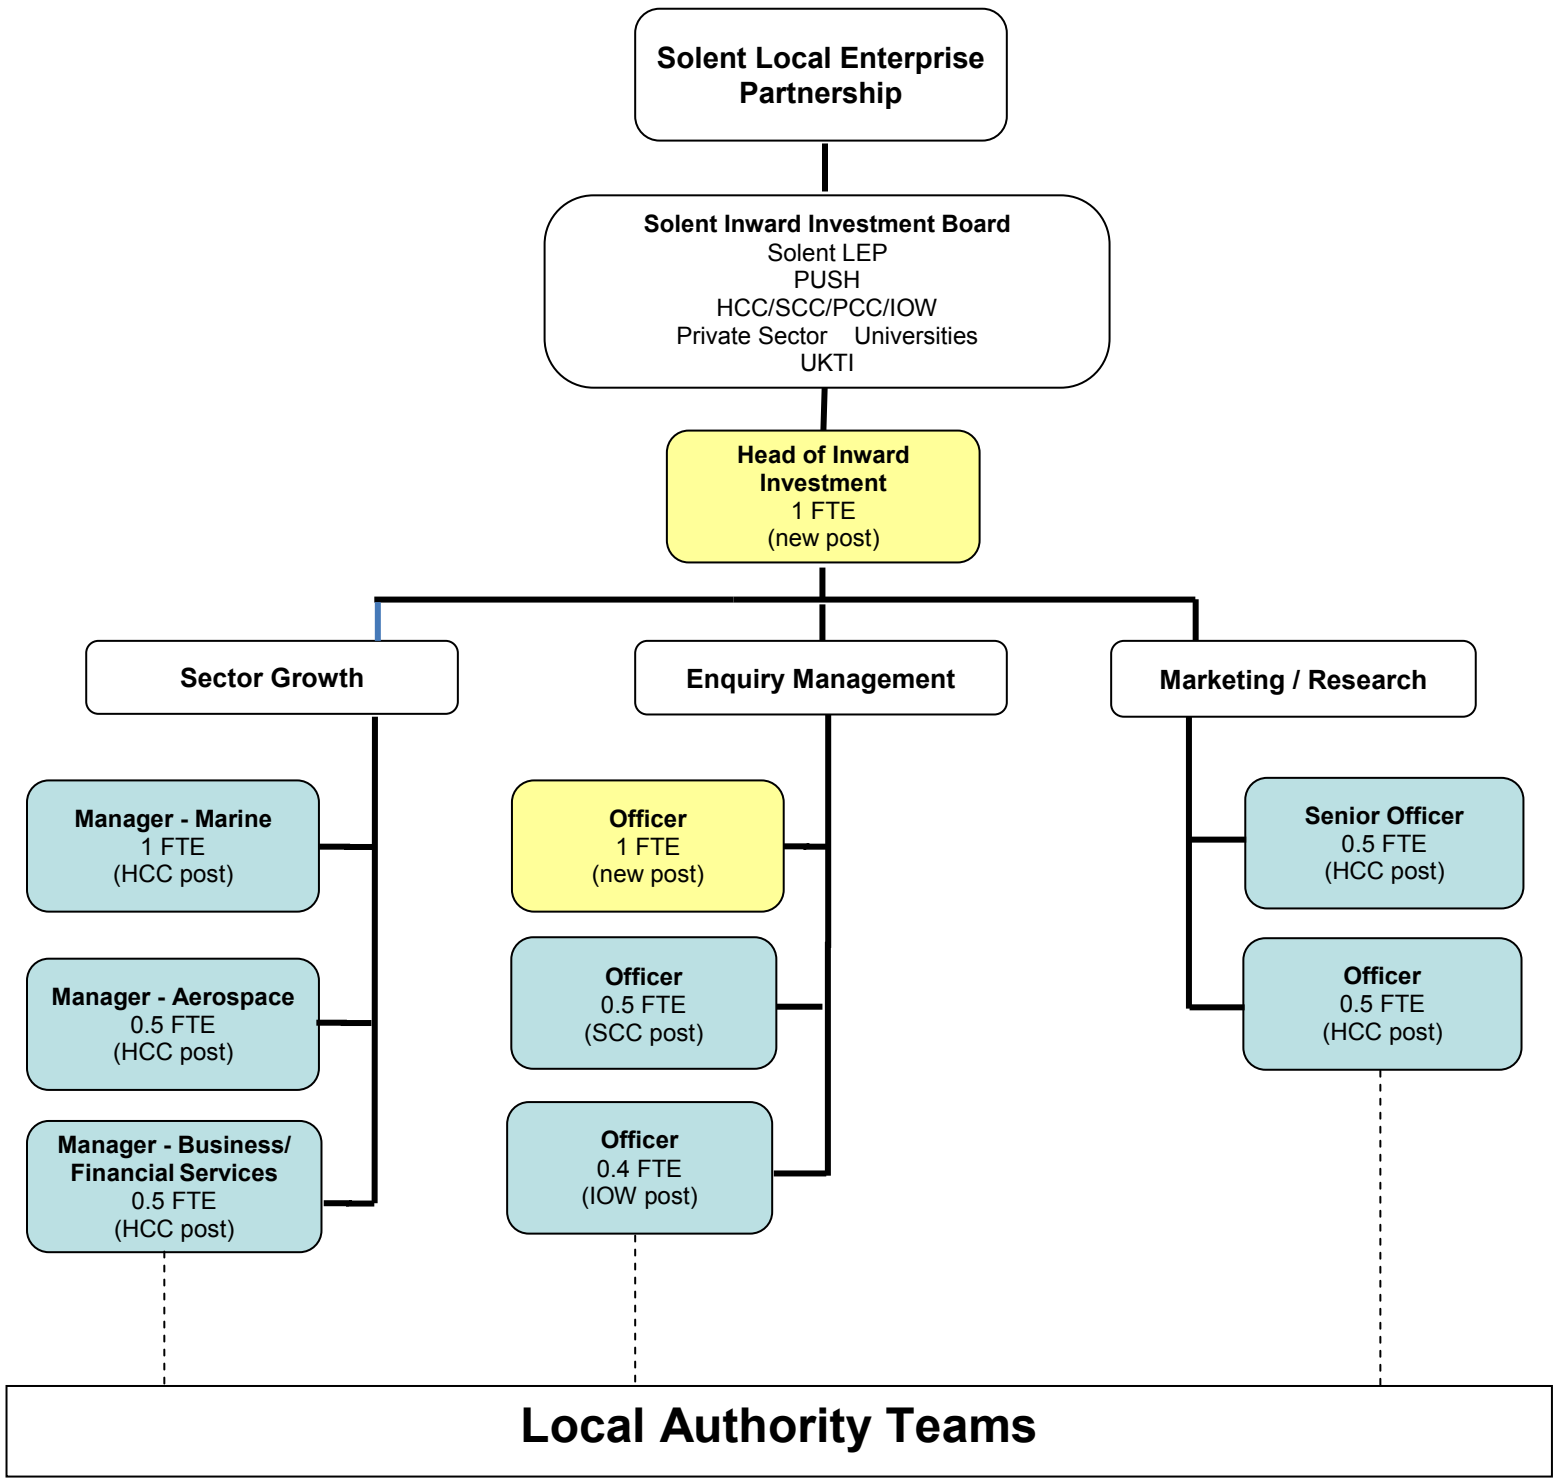 Solent Local Enterprise
Partnership
Solent Inward Investment Board
Solent LEP
PUSH
HCC/SCC/PCC/IOW
Private Sector Universities
UKTI
Head of Inward
Investment
1 FTE
(new post)
Sector Growth
Manager - Marine
1 FTE
(HCC post)
Manager - Aerospace
0.5 FTE
(HCC post)
Manager - Business/
Financial Services
0.5 FTE
(HCC post)
Enquiry Management
Officer
1 FTE
(new post)
Officer
0.5 FTE
(SCC post)
Officer
0.4 FTE
(IOW post)
Marketing / Research
Senior Officer
0.5 FTE
(HCC post)
Officer
0.5 FTE
(HCC post)
Local Authority Teams